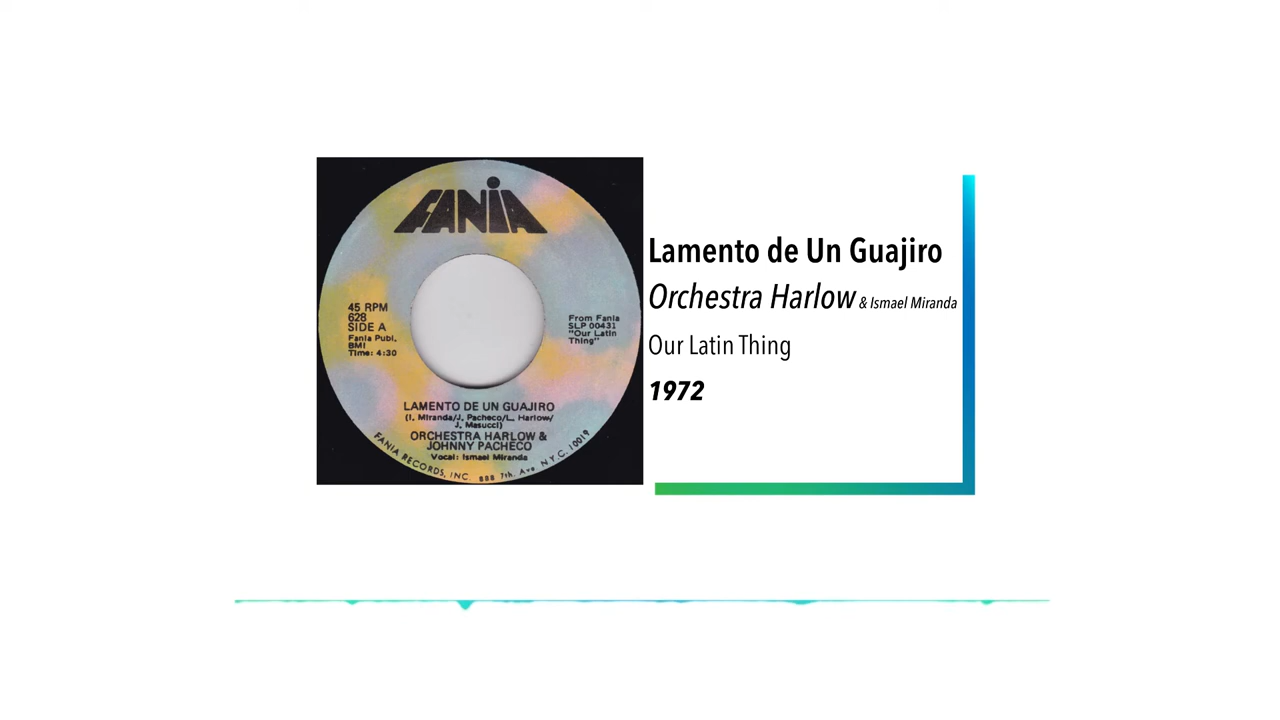 FANIA
45 RPM
628
SIDE A
Fania Publ.
BMI
Time: 4:30
From Fania
SLP 00431
"Our Latin
Thing"
LAMENTO DE UN GUAJIRO
(I. Miranda/J. Pacheco/L. Harlow/
J. Masucci)
ORCHESTRA HARLOW &
JOHNNY PACHECO
Vocal: Ismael Miranda
FANIA RECORDS, INC. 888 7th. Ave. N.Y.C. 10019
Lamento de Un Guajiro
Orchestra Harlow & Ismael Miranda
Our Latin Thing
1972